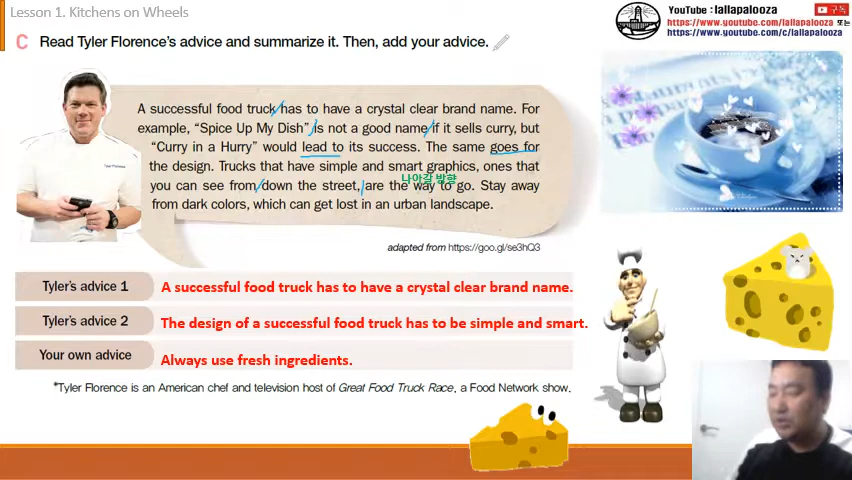 Lesson 1. Kitchens on Wheels
YouTube : lallapalooza
구독
https://www.youtube.com/lallapalooza 또는
https://www.youtube.com/c/lallapalooza
C Read Tyler Florence's advice and summarize it. Then, add your advice.
A successful food truck has to have a crystal clear brand name. For
example, "Spice Up My Dish" is not a good name if it sells curry, but
"Curry in a Hurry" would lead to its success. The same goes for
the design. Trucks that have simple and smart graphics, ones that
나아갈 방향
you can see from down the street, are the way to go. Stay away
from dark colors, which can get lost in an urban landscape.
Tyler Florence
adapted from https://goo.gl/se3hQ3
Tyler's advice 1 A successful food truck has to have a crystal clear brand name.
Tyler's advice 2 The design of a successful food truck has to be simple and smart.
Your own advice Always use fresh ingredients.
*Tyler Florence is an American chef and television host of Great Food Truck Race, a Food Network show.